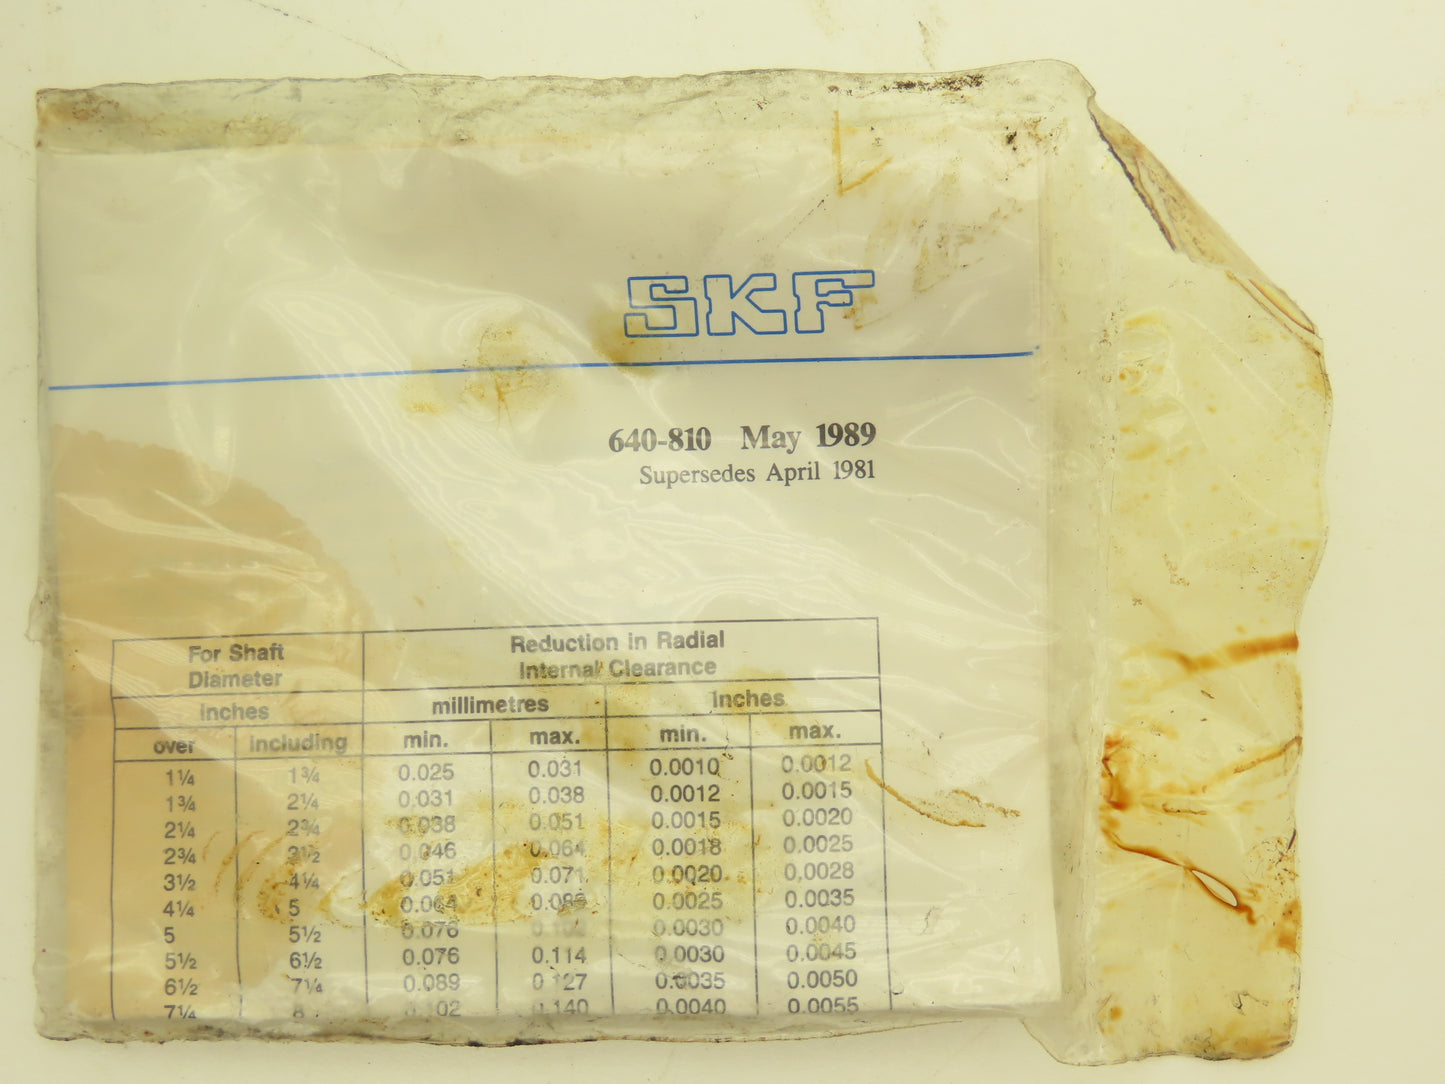 SKF
640-810 May 1989
Supersedes April 1981
For Shaft Diameter
Reduction in Radial Internal Clearance
inches
millimetres
inches
over including min. max. min. max.
1¼ 1¾ 0.025 0.031 0.0010 0.0012
1¾ 2¼ 0.031 0.038 0.0012 0.0015
2¼ 2¾ 0.038 0.051 0.0015 0.0020
2¾ 3½ 0.046 0.064 0.0018 0.0025
3½ 4¼ 0.051 0.071 0.0020 0.0028
4¼ 5 0.064 0.0025 0.0035
5 5½ 0.076 0.0030 0.0040
5½ 6½ 0.076 0.114 0.0030 0.0045
6½ 7¼ 0.089 0.127 0.0035 0.0050
7¼ 8 0.102 0.140 0.0040 0.0055